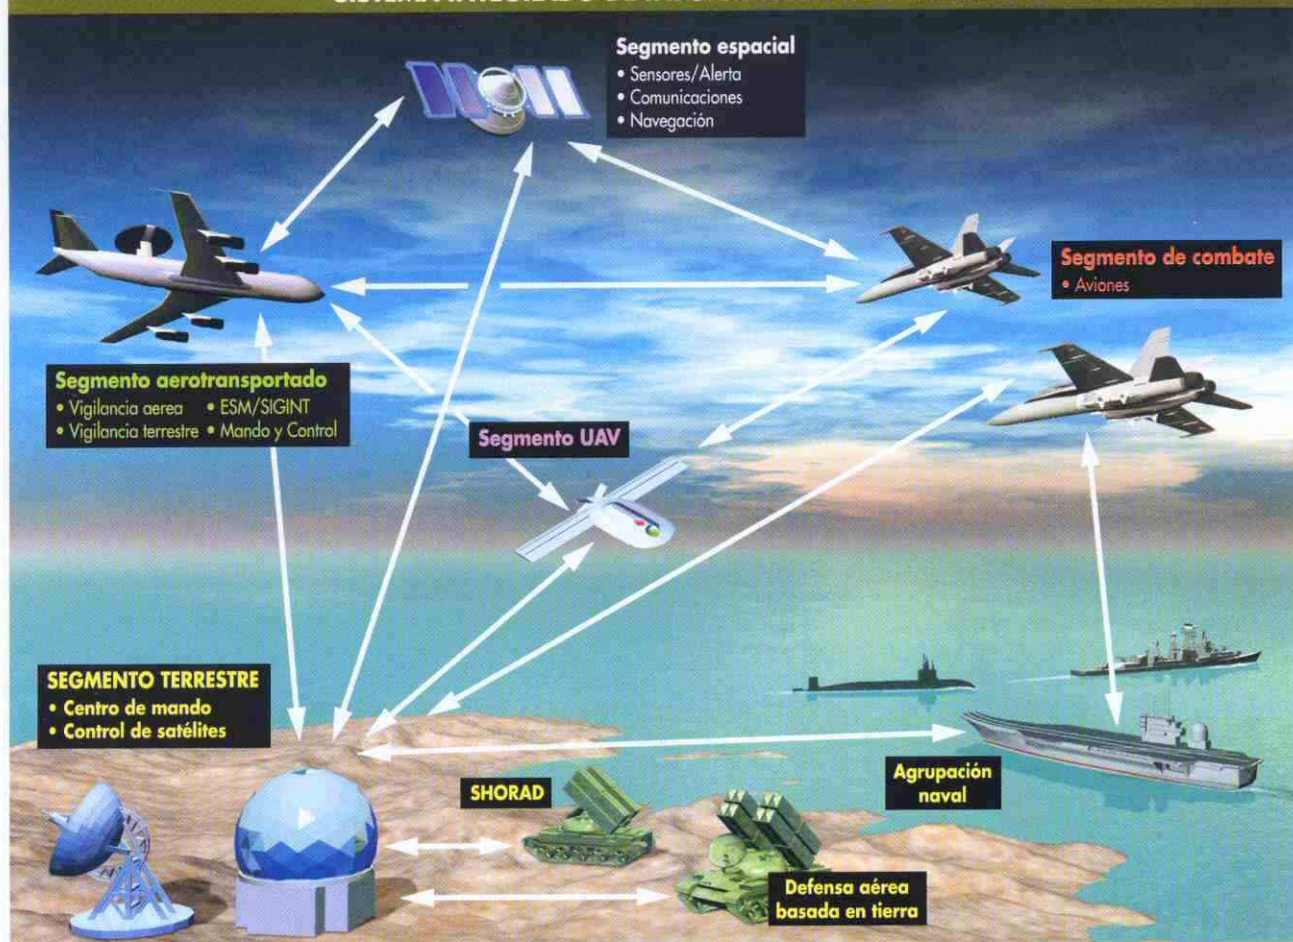 Segmento espacial
• Sensores/Alerta
• Comunicaciones
• Navegación
Segmento de combate
• Aviones
Segmento aerotransportado
• Vigilancia aerea • ESM/SIGINT
• Vigilancia terrestre • Mando y Control
Segmento UAV
SEGMENTO TERRESTRE
• Centro de mando
• Control de satélites
SHORAD
Agrupación
naval
Defensa aérea
basada en tierra